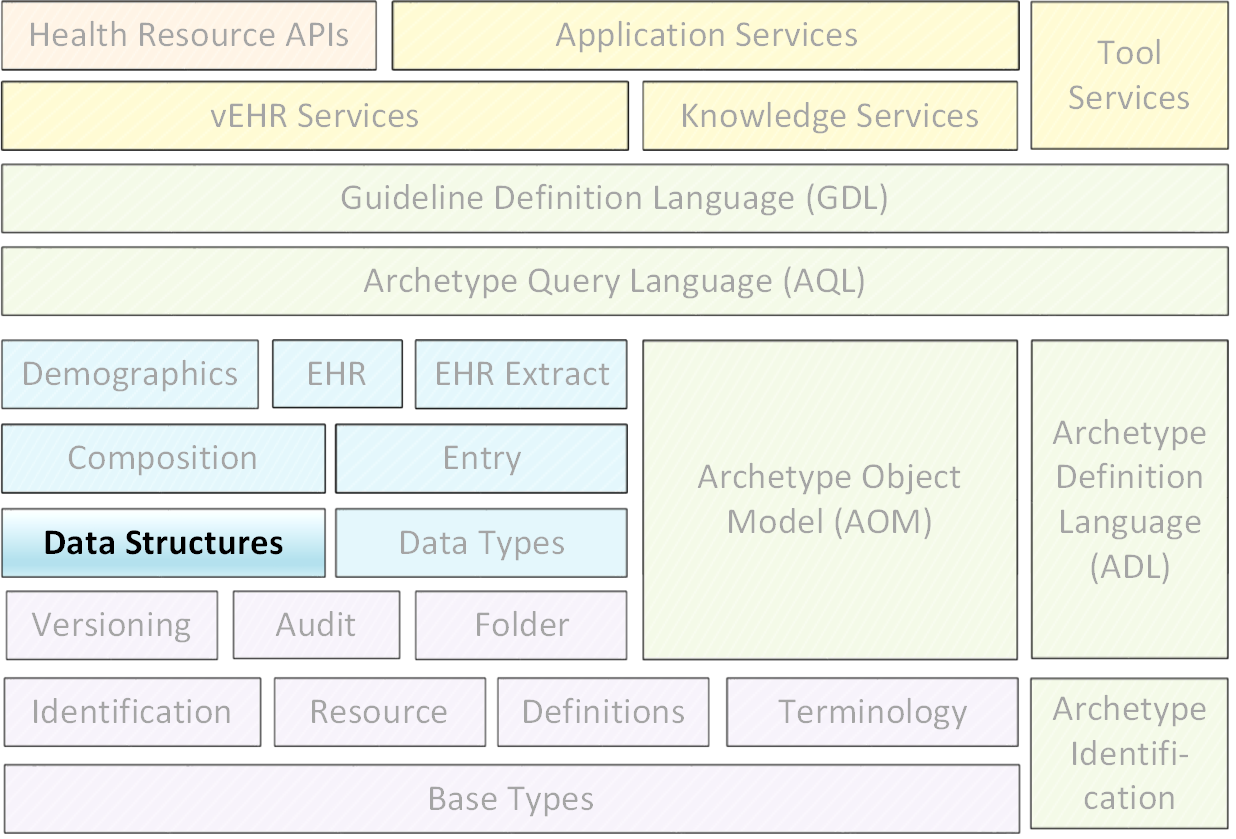 Health Resource APIs
Application Services
Tool
Services
vEHR Services
Knowledge Services
Guideline Definition Language (GDL)
Archetype Query Language (AQL)
Demographics
EHR
EHR Extract
Archetype Object
Model (AOM)
Archetype
Definition
Language
(ADL)
Composition
Entry
Data Structures
Data Types
Versioning
Audit
Folder
Identification
Resource
Definitions
Terminology
Archetype
Identifi-
cation
Base Types